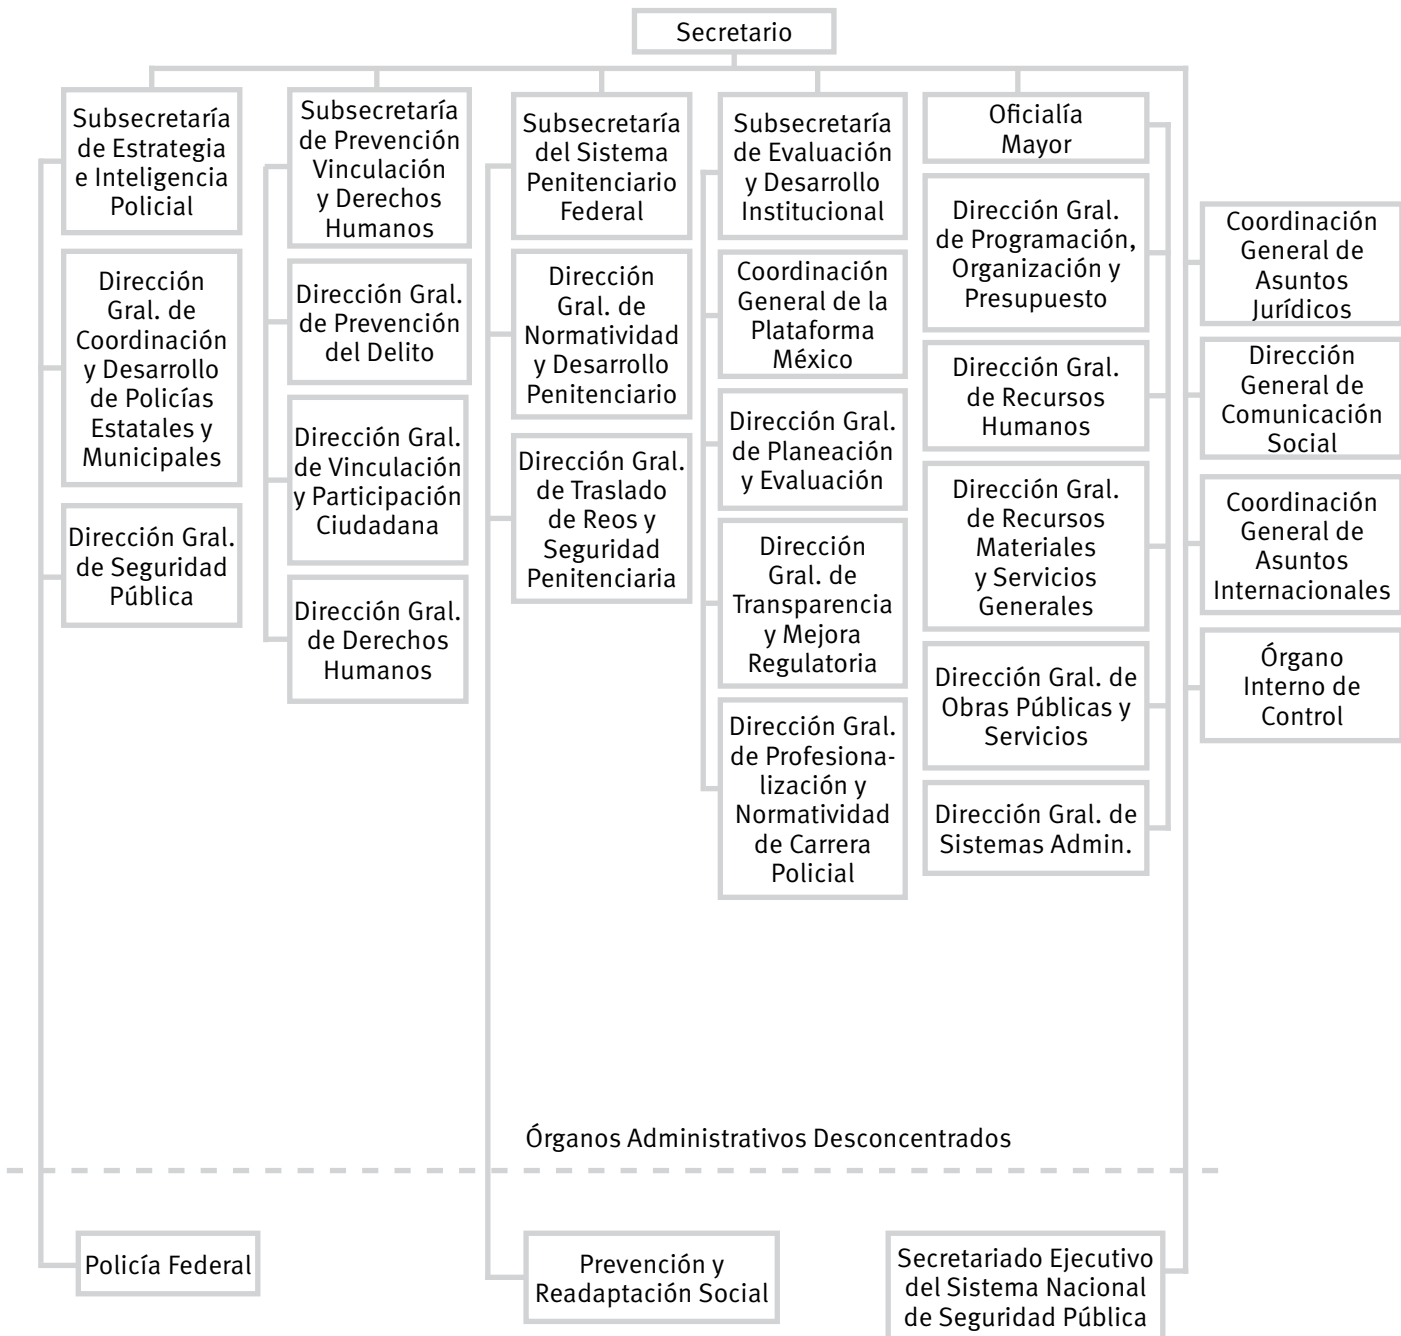 Secretario
Subsecretaría
de Estrategia
e Inteligencia
Policial
Dirección
Gral. de
Coordinación
y Desarrollo
de Policías
Estatales y
Municipales
Dirección Gral.
de Seguridad
Pública
Subsecretaría
de Prevención
Vinculación
y Derechos
Humanos
Dirección Gral.
de Prevención
del Delito
Dirección Gral.
de Vinculación
y Participación
Ciudadana
Dirección Gral.
de Derechos
Humanos
Subsecretaría
del Sistema
Penitenciario
Federal
Dirección
Gral. de
Normatividad
y Desarrollo
Penitenciario
Dirección Gral.
de Traslado
de Reos y
Seguridad
Penitenciaria
Subsecretaría
de Evaluación
y Desarrollo
Institucional
Coordinación
General de la
Plataforma
México
Dirección Gral.
de Planeación
y Evaluación
Dirección
Gral. de
Transparencia
y Mejora
Regulatoria
Dirección Gral.
de Profesiona-
lización y
Normatividad
de Carrera
Policial
Oficialía
Mayor
Dirección Gral.
de Programación,
Organización y
Presupuesto
Dirección Gral.
de Recursos
Humanos
Dirección Gral.
de Recursos
Materiales
y Servicios
Generales
Dirección Gral. de
Obras Públicas y
Servicios
Dirección Gral. de
Sistemas Admin.
Coordinación
General de
Asuntos
Jurídicos
Dirección
General de
Comunicación
Social
Coordinación
General de
Asuntos
Internacionales
Órgano
Interno de
Control
Órganos Administrativos Desconcentrados
Policía Federal
Prevención y
Readaptación Social
Secretariado Ejecutivo
del Sistema Nacional
de Seguridad Pública